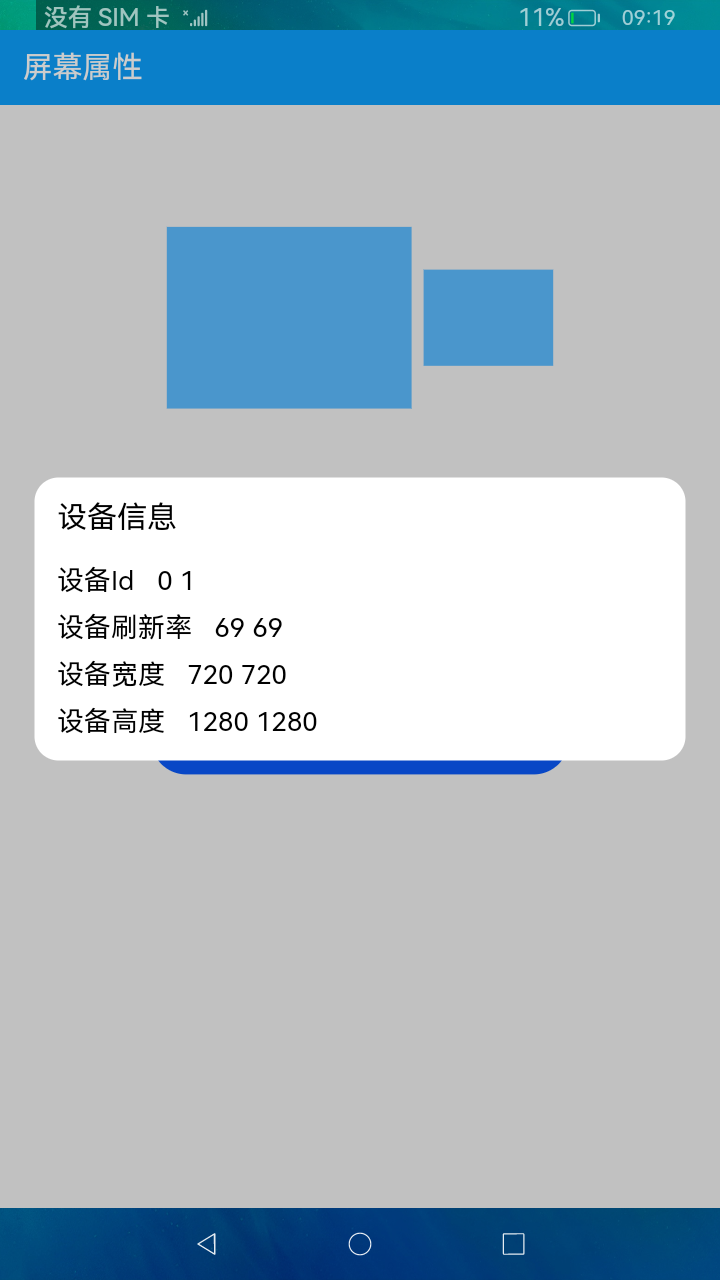 没有 SIM 卡 11% 09:19
屏幕属性
设备信息
设备Id 0 1
设备刷新率 69 69
设备宽度 720 720
设备高度 1280 1280